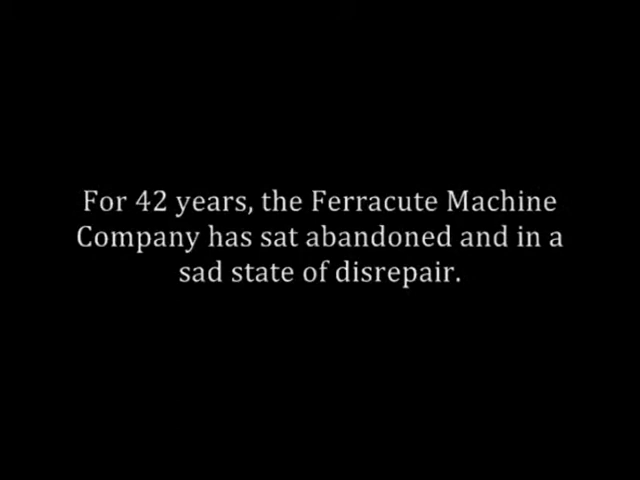 For 42 years, the Ferracute Machine
Company has sat abandoned and in a
sad state of disrepair.